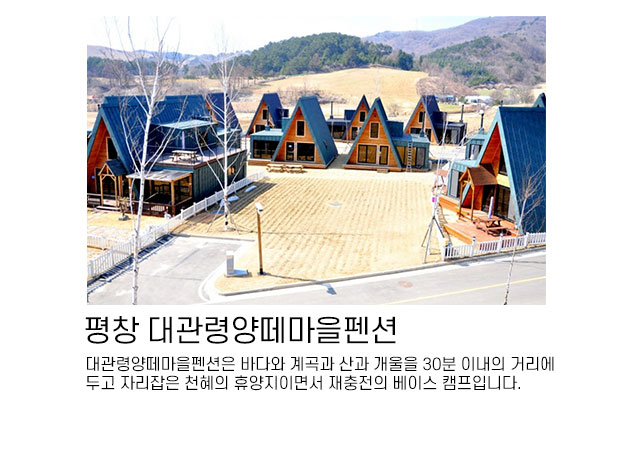 평창 대관령양떼마을펜션
대관령양떼마을펜션은 바다와 계곡과 산과 개울을 30분 이내의 거리에
두고 자리잡은 천혜의 휴양지이면서 재충전의 베이스 캠프입니다.